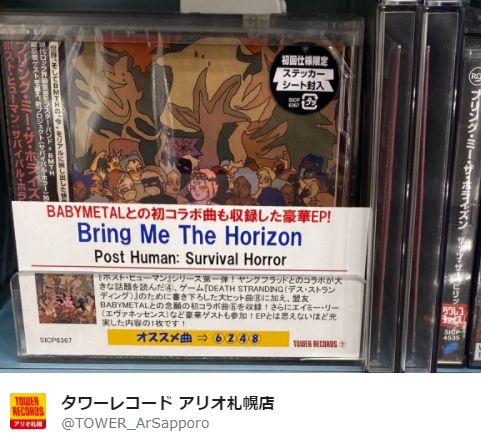 初回仕様限定
ステッカー
シート封入
SICP
6367
ブリング・ミー・ザ・ホライズン
BABYMETALとの初コラボ曲も収録した豪華EP!
Bring Me The Horizon
Post Human: Survival Horror
『ポスト・ヒューマン』シリーズ第一弾！ヤングブラッドとのコラボが大
きな話題を読んだ④、ゲーム『DEATH STRANDING(デス・ストラン
ディング)』のために書き下ろした大ヒット曲⑧に加え、盟友
BABYMETALとの念願の初コラボ曲⑥を収録！さらにエイミー・リー
(エヴァネッセンス)など豪華ゲストも参加！EPとは思えないほど充
実した内容の1枚です！
SICP6367
オススメ曲 ⇒ ⑥②④⑧
TOWER RECORDS
SICP
4535
TOWER
RECORDS
アリオ札幌
タワーレコード アリオ札幌店
@TOWER_ArSapporo